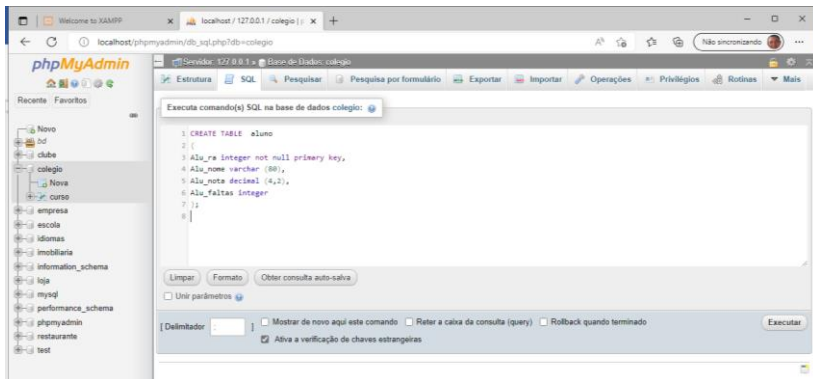 Welcome to XAMPP
localhost / 127.0.0.1 / colegio | p
localhost/phpmyadmin/db_sql.php?db=colegio
Não sincronizando
phpMyAdmin
Servidor: 127.0.0.1 » Base de Dados: colegio
Estrutura SQL Pesquisar Pesquisa por formulário Exportar Importar Operações Privilégios Rotinas Mais
Recente Favoritos
Novo
bd
clube
colegio
Nova
curso
empresa
escola
idiomas
imobiliaria
information_schema
loja
mysql
performance_schema
phpmyadmin
restaurante
test
Executa comando(s) SQL na base de dados colegio:
1 CREATE TABLE aluno
2 (
3 Alu_ra integer not null primary key,
4 Alu_nome varchar (80),
5 Alu_nota decimal (4,2),
6 Alu_faltas integer
7 );
8
Limpar Formato Obter consulta auto-salva
Unir parâmetros
[ Delimitador ; ] Mostrar de novo aqui este comando Reter a caixa da consulta (query) Rollback quando terminado
Ativa a verificação de chaves estrangeiras
Executar